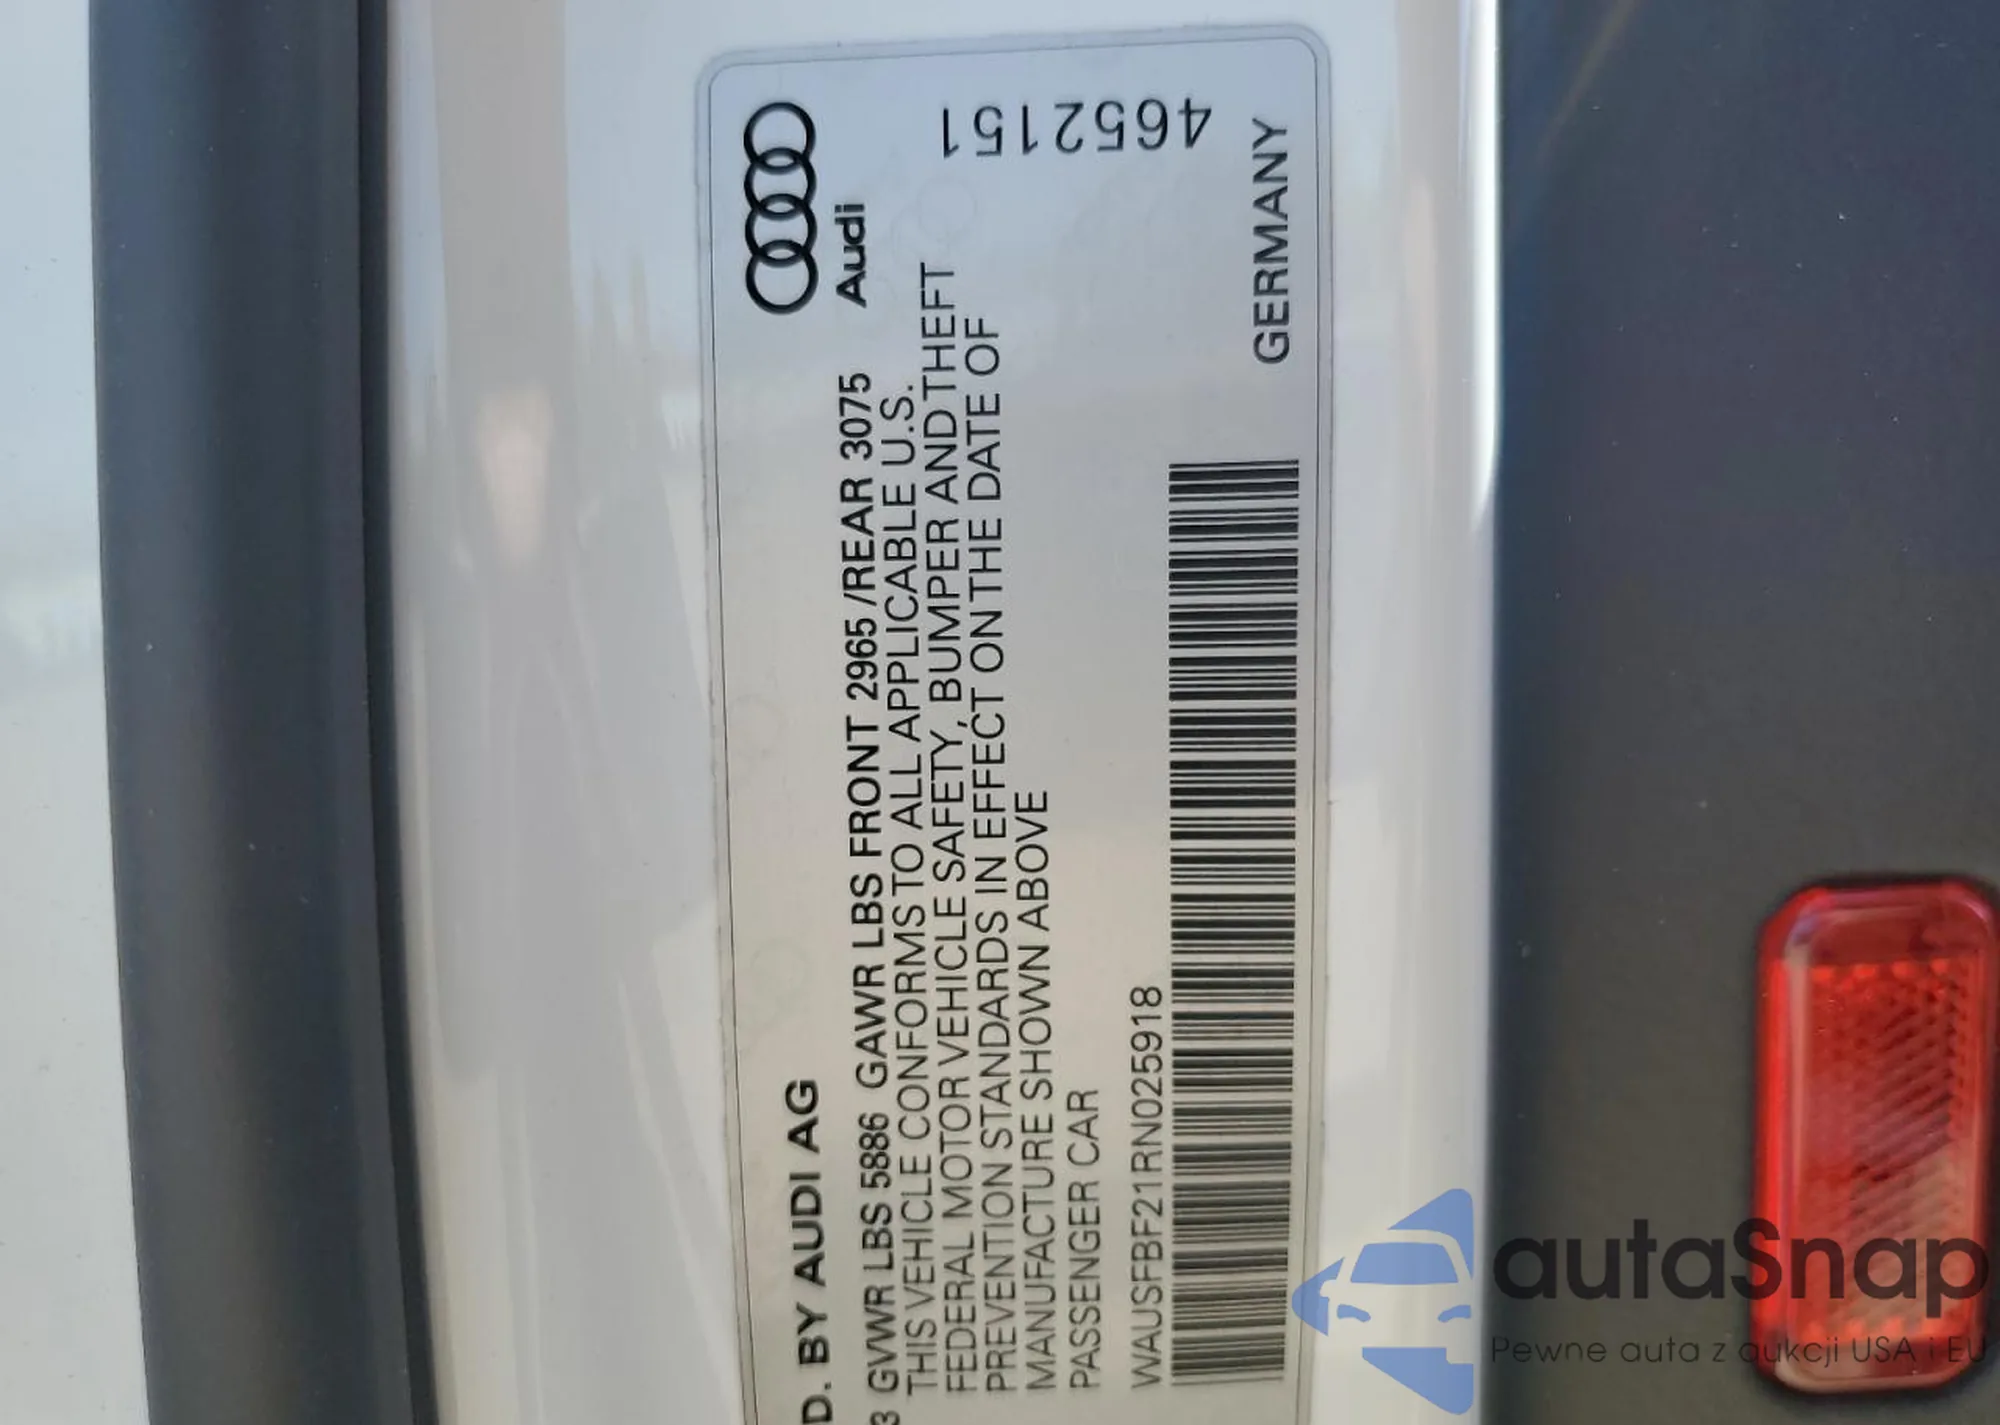 D. BY AUDI AG
Audi
3 GVWR LBS 5886 GAWR LBS FRONT 2965 /REAR 3075
THIS VEHICLE CONFORMS TO ALL APPLICABLE U.S.
FEDERAL MOTOR VEHICLE SAFETY, BUMPER AND THEFT
PREVENTION STANDARDS IN EFFECT ON THE DATE OF
MANUFACTURE SHOWN ABOVE
PASSENGER CAR
4652151
WAUSFBF21RN025918
GERMANY
autaSnap
Pewne auta z aukcji USA i EU